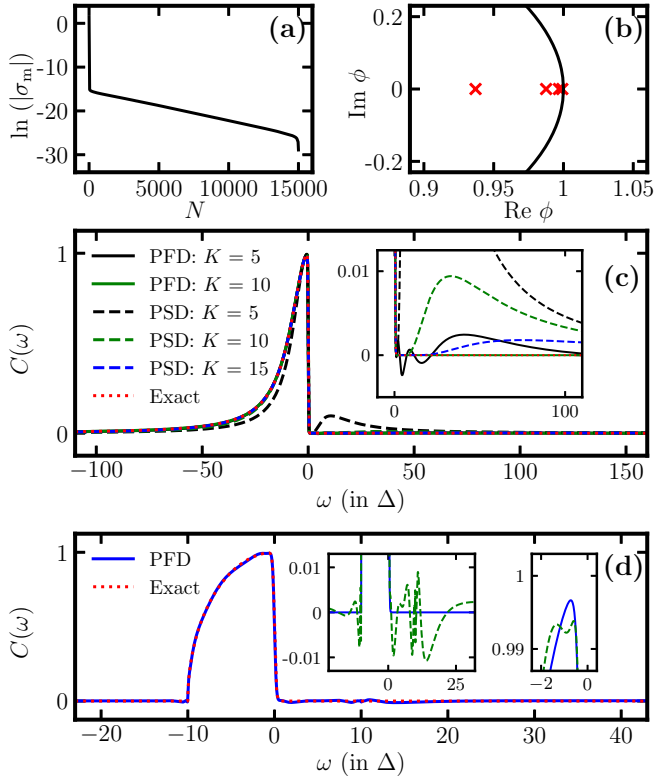 (a)
ln (|σm|)
0
−10
−20
−30
0
5000
10000
15000
N
(b)
Im ϕ
0.2
0
-0.2
0.9
0.95
1
1.05
Re ϕ
(c)
C(ω)
1
0
PFD: K = 5
PFD: K = 10
PSD: K = 5
PSD: K = 10
PSD: K = 15
Exact
0.01
0
0
50
100
−100
−50
0
50
100
150
ω (in Δ)
(d)
C(ω)
1
0
PFD
Exact
0.01
0
-0.01
0
25
1
0.99
−2
0
−20
−10
0
10
20
30
40
ω (in Δ)